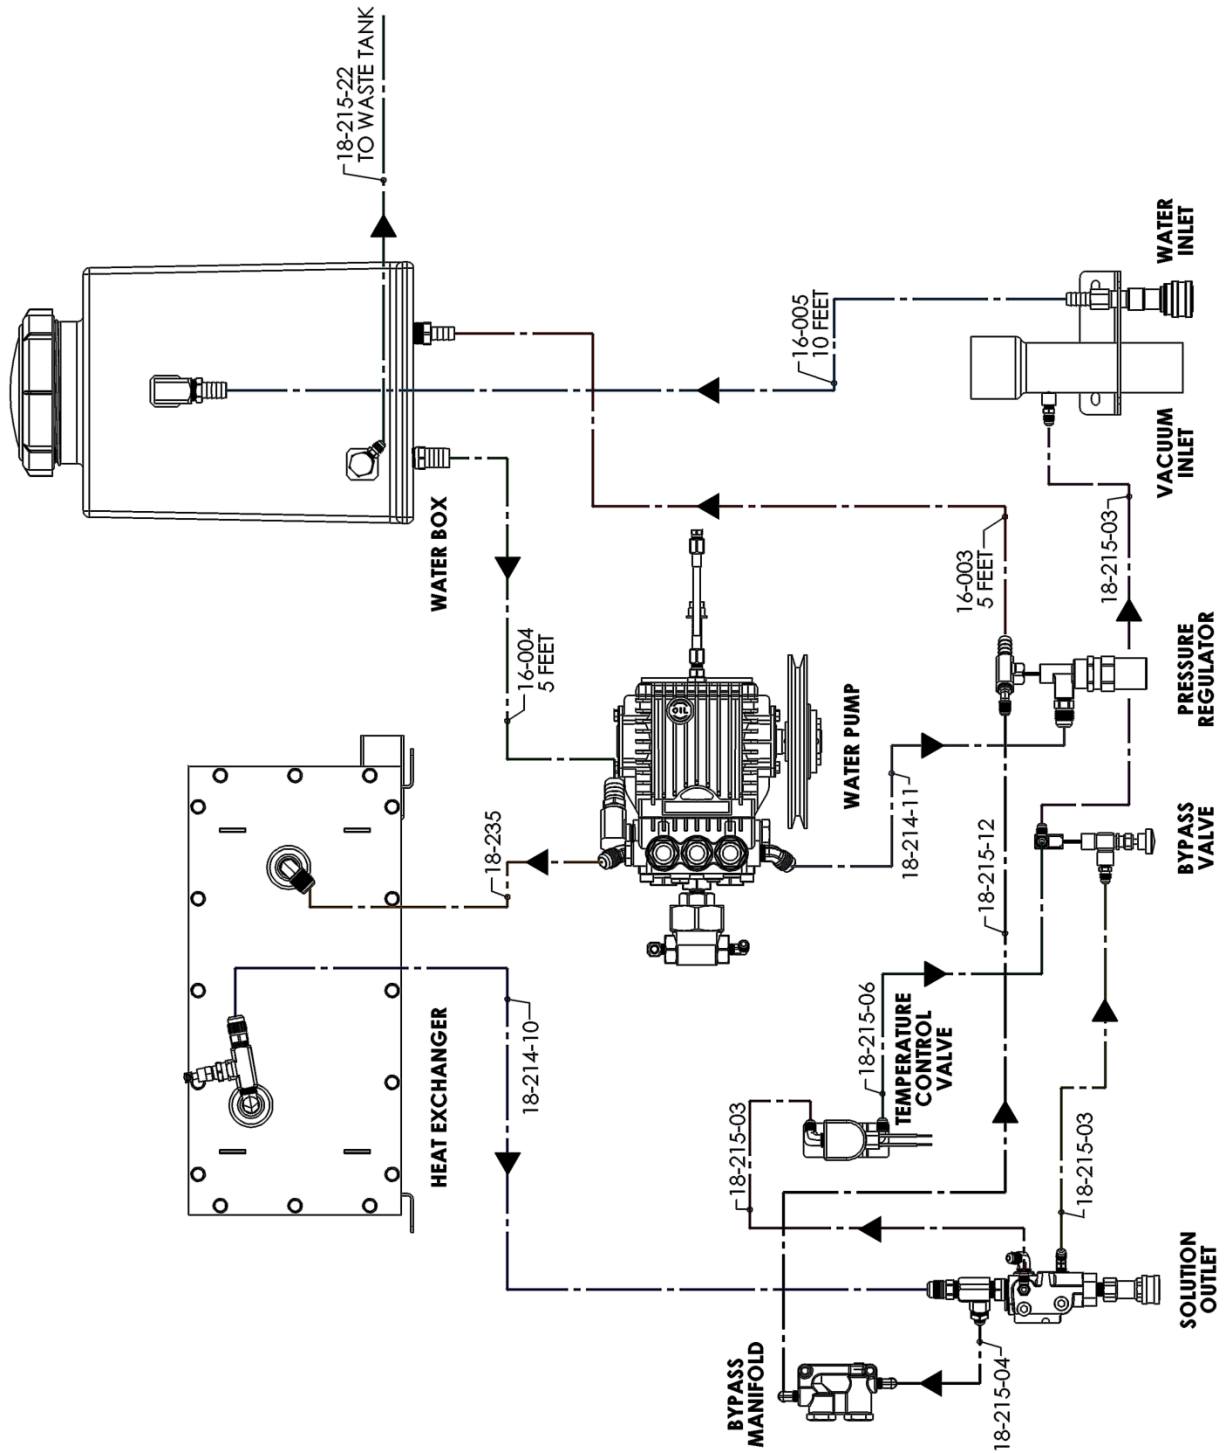 18-215-22
TO WASTE TANK
WATER BOX
16-004
5 FEET
16-005
10 FEET
WATER
INLET
VACUUM
INLET
18-215-03
16-003
5 FEET
PRESSURE
REGULATOR
OIL
WATER PUMP
18-214-11
18-235
BYPASS
VALVE
18-215-12
HEAT EXCHANGER
18-214-10
18-215-06
TEMPERATURE
CONTROL
VALVE
18-215-03
18-215-03
SOLUTION
OUTLET
18-215-04
BYPASS
MANIFOLD